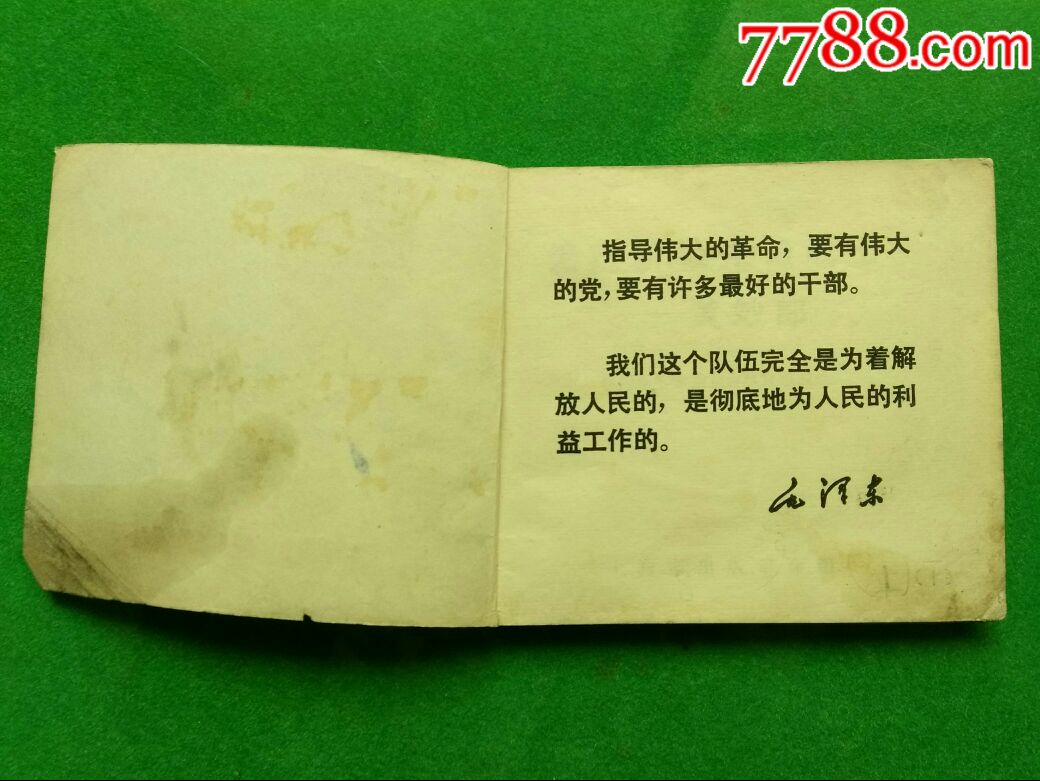 7788.com
指导伟大的革命，要有伟大
的党，要有许多最好的干部。
我们这个队伍完全是为着解
放人民的，是彻底地为人民的利
益工作的。
毛泽东